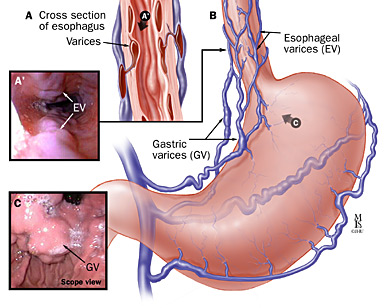 A Cross section
of esophagus
A'
B
Varices
Esophageal
varices (EV)
A'
EV
C
Gastric
varices (GV)
C
GV
Scope view